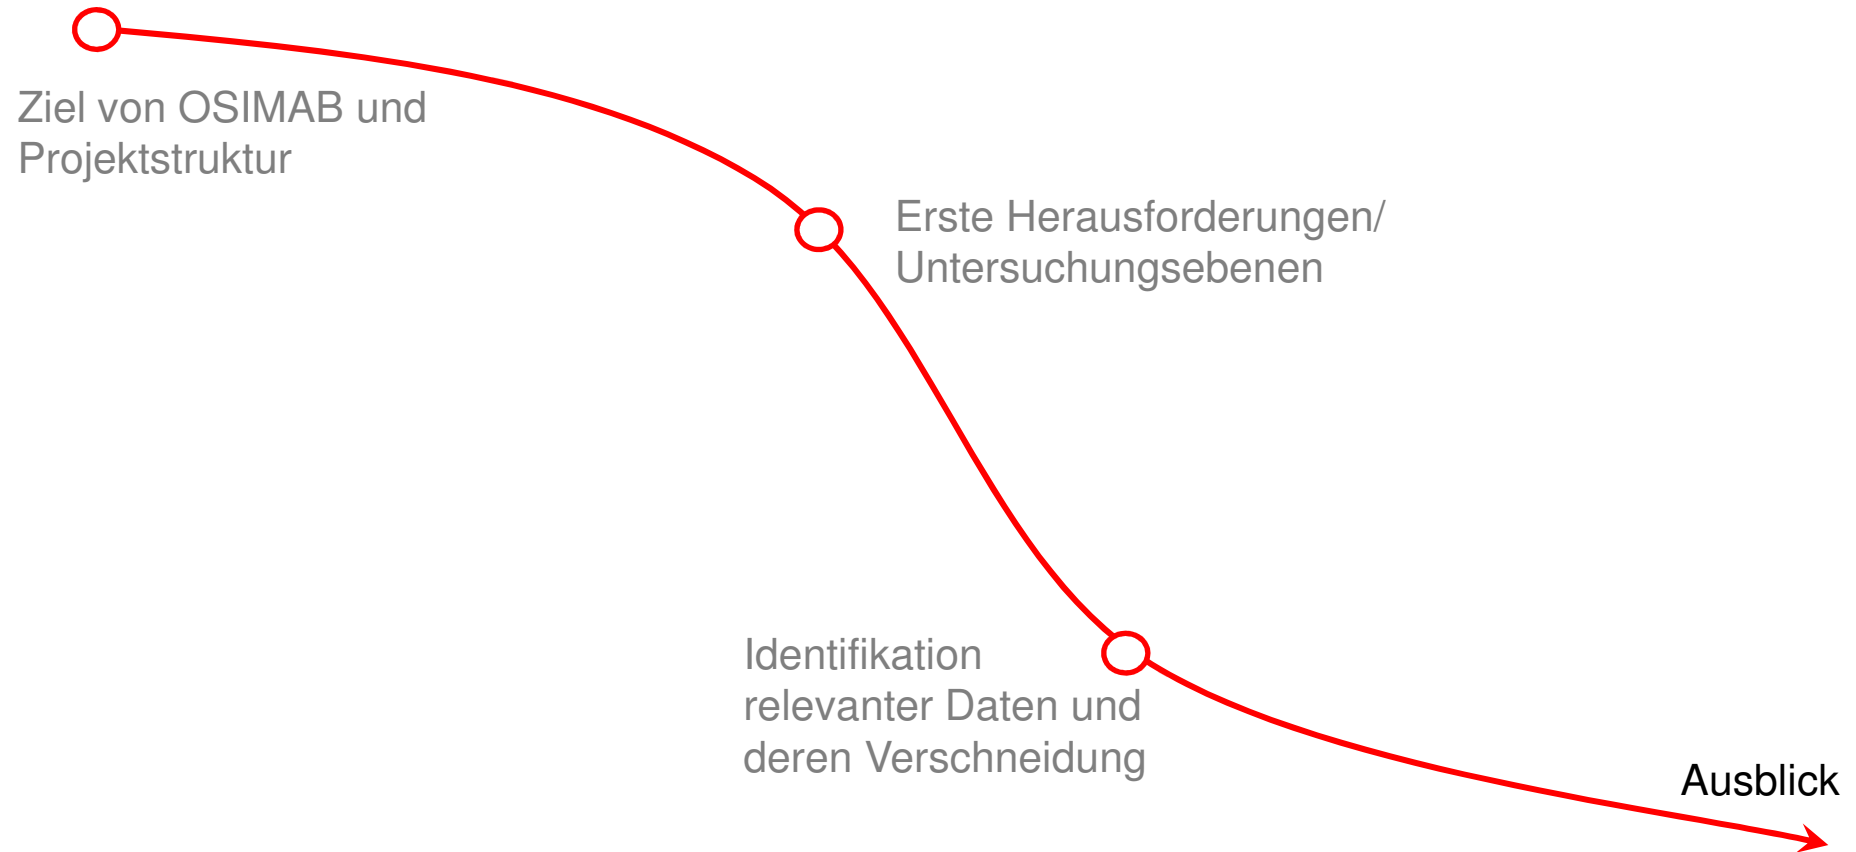 Ziel von OSIMAB und
Projektstruktur
Erste Herausforderungen/
Untersuchungsebenen
Identifikation
relevanter Daten und
deren Verschneidung
Ausblick